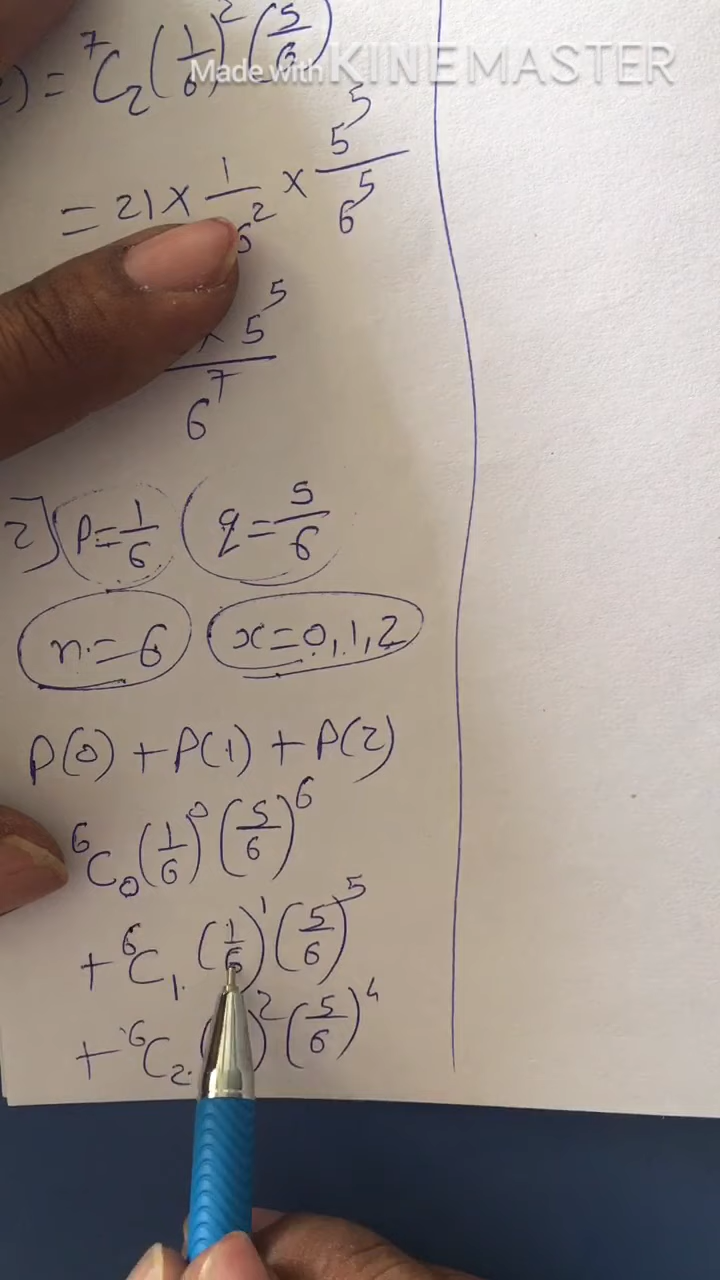 ) = ⁷C₂ (1/6)² (5/6)
Made with KINEMASTER
= 21 × 1/6² × 5⁵/6⁵
× 5⁵/6⁷
2] p = 1/6 q = 5/6
n = 6 x = 0, 1, 2
P(0) + P(1) + P(2)
⁶C₀ (1/6)⁰ (5/6)⁶
+ ⁶C₁ (1/6)¹ (5/6)⁵
+ ⁶C₂ ( )² (5/6)⁴